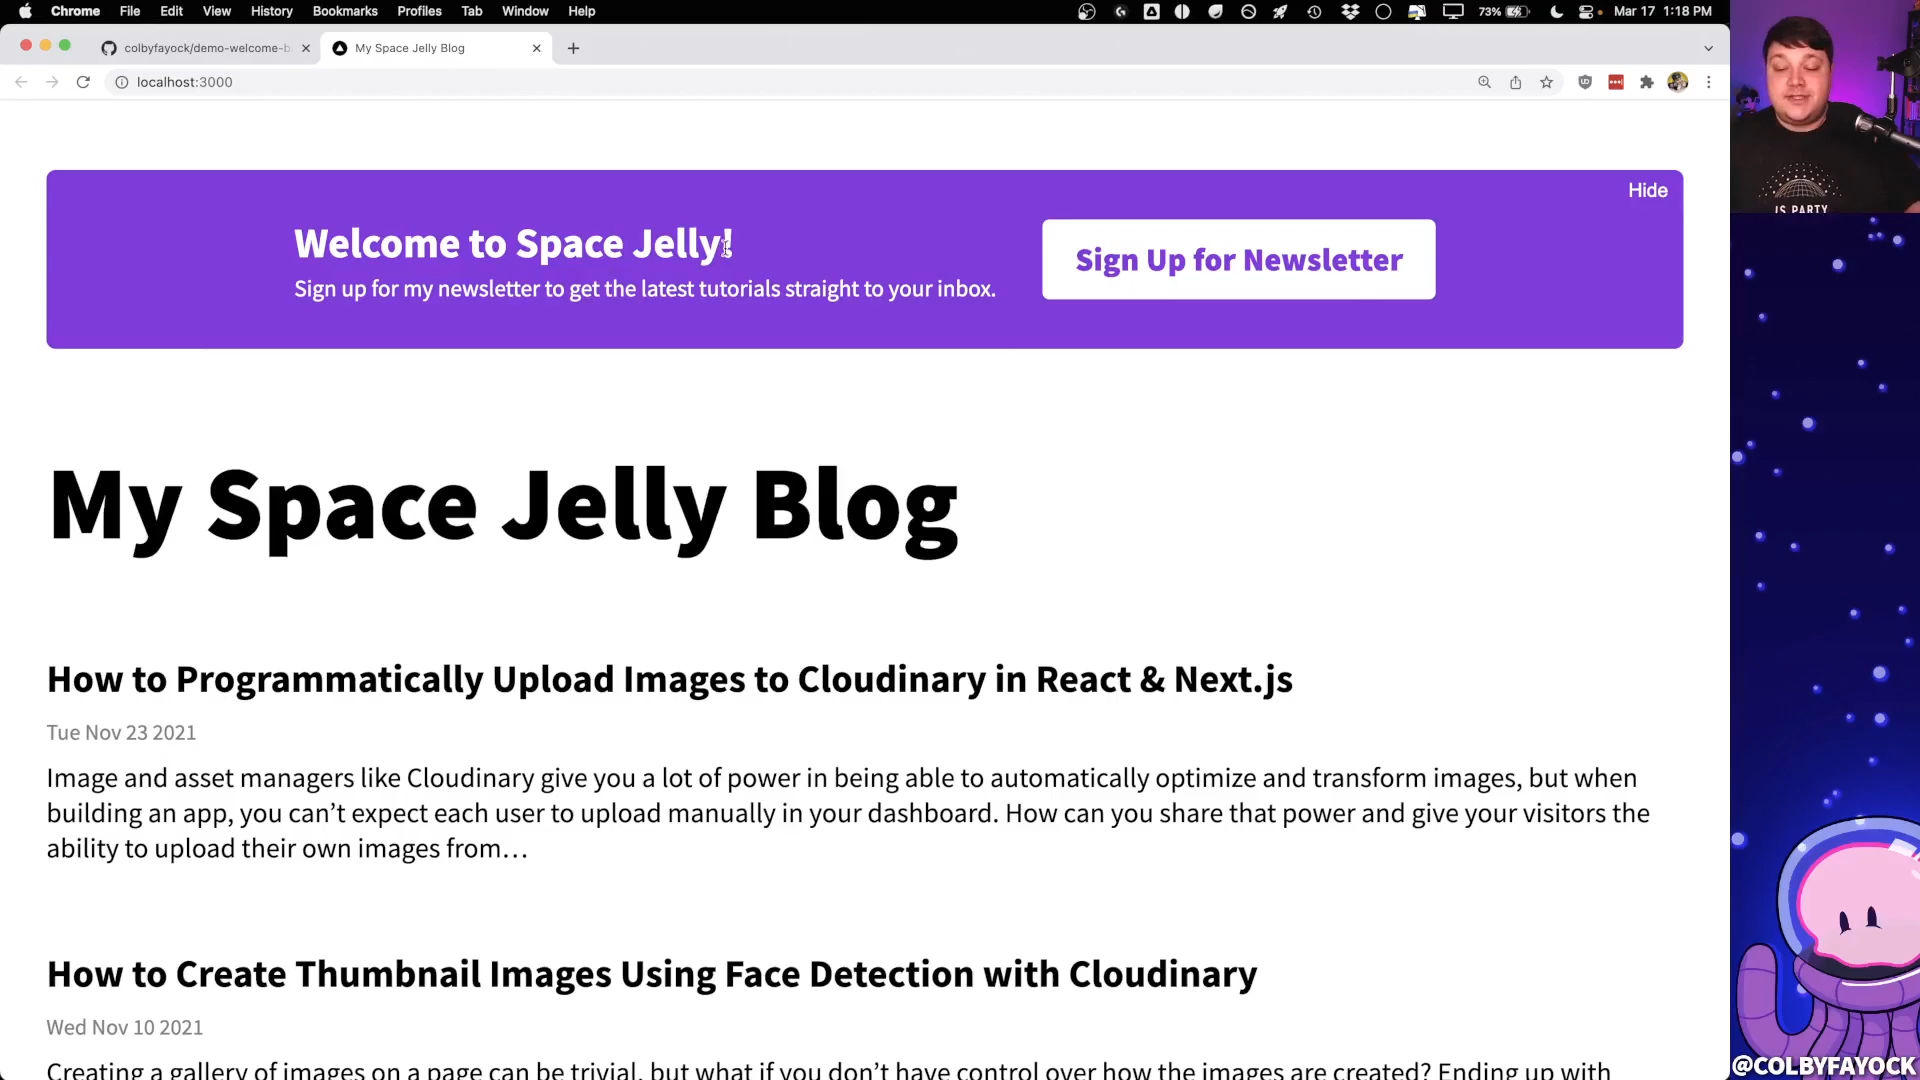 Chrome File Edit View History Bookmarks Profiles Tab Window Help 73% Mar 17 1:18 PM
colbyfayock/demo-welcome-b
My Space Jelly Blog
localhost:3000
Hide
Welcome to Space Jelly!
Sign up for my newsletter to get the latest tutorials straight to your inbox.
Sign Up for Newsletter
My Space Jelly Blog
How to Programmatically Upload Images to Cloudinary in React & Next.js
Tue Nov 23 2021
Image and asset managers like Cloudinary give you a lot of power in being able to automatically optimize and transform images, but when
building an app, you can’t expect each user to upload manually in your dashboard. How can you share that power and give your visitors the
ability to upload their own images from…
How to Create Thumbnail Images Using Face Detection with Cloudinary
Wed Nov 10 2021
Creating a gallery of images on a page can be trivial, but what if you don’t have control over how the images are created? Ending up with
JS PARTY
@COLBYFAYOCK